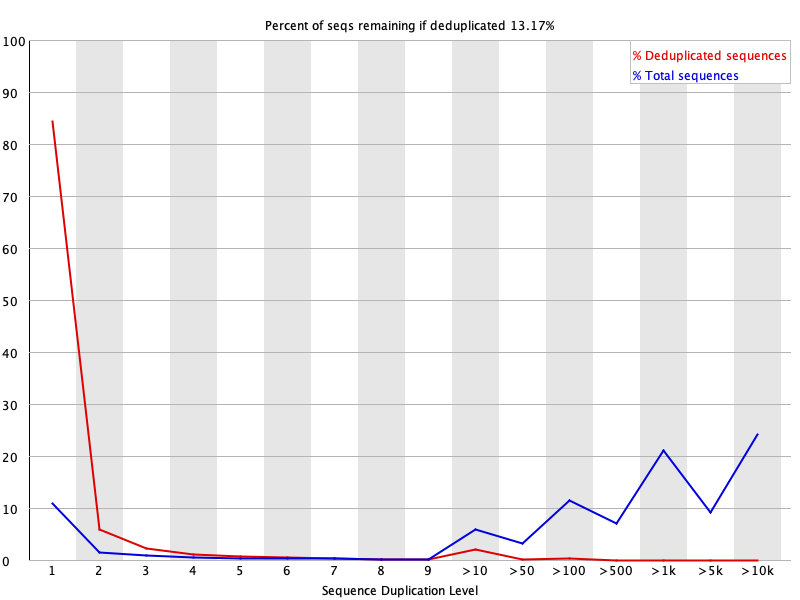 Percent of seqs remaining if deduplicated 13.17%
% Deduplicated sequences
% Total sequences
100
90
80
70
60
50
40
30
20
10
0
1 2 3 4 5 6 7 8 9 >10 >50 >100 >500 >1k >5k >10k
Sequence Duplication Level